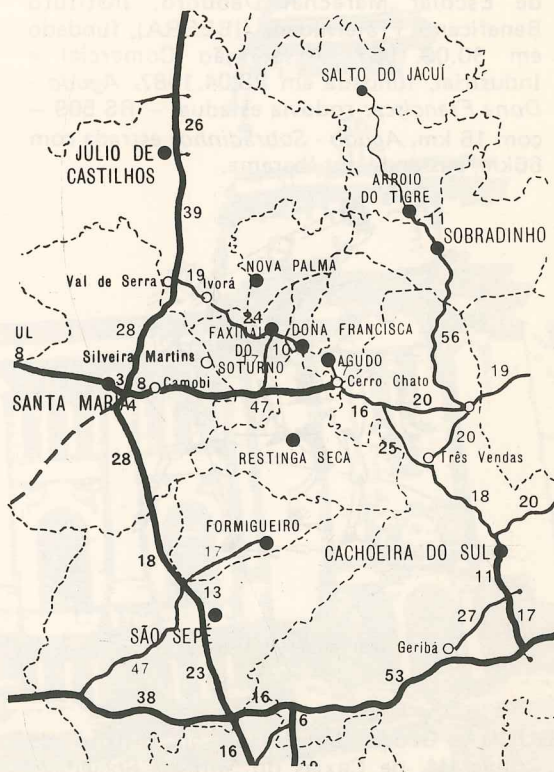 SALTO DO JACUÍ
26
JÚLIO DE
CASTILHOS
ARROIO
DO TIGRE
11
SOBRADINHO
39
Val de Serra
19
Ivorá
NOVA PALMA
24
FAXINAL
DO
SOTURNO
17
10
DONA FRANCISCA
AGUDO
56
28
UL
8
Silveira Martins
3
8
Camobi
Cerro Chato
19
SANTA MARIA
4
47
16
20
20
25
Três Vendas
RESTINGA SECA
28
18
20
FORMIGUEIRO
17
18
CACHOEIRA DO SUL
11
13
SÃO SEPÉ
27
17
Geribá
47
23
53
38
16
6
16
19